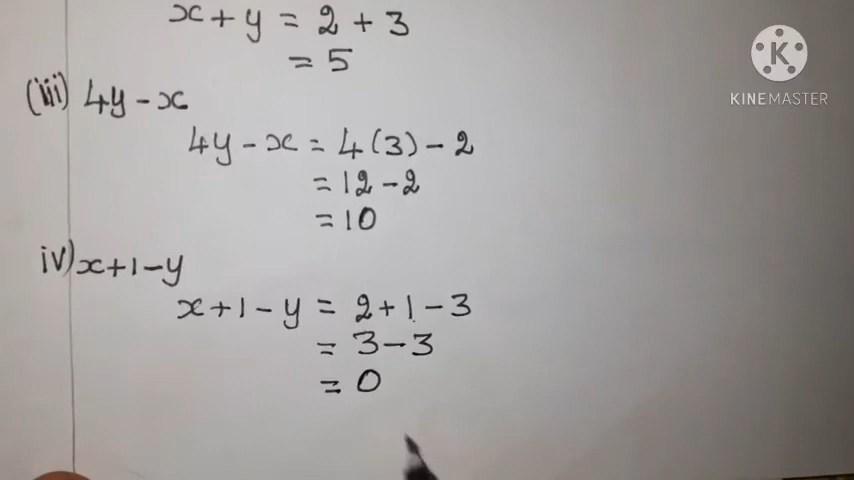 x + y = 2 + 3
= 5
(iii) 4y - x
4y - x = 4(3) - 2
= 12 - 2
= 10
iv) x + 1 - y
x + 1 - y = 2 + 1 - 3
= 3 - 3
= 0
KINEMASTER